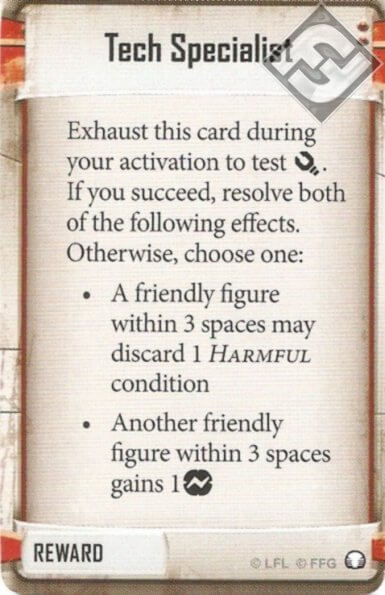 Tech Specialist
Exhaust this card during
your activation to test .
If you succeed, resolve both
of the following effects.
Otherwise, choose one:
• A friendly figure
within 3 spaces may
discard 1 HARMFUL
condition
• Another friendly
figure within 3 spaces
gains 1
REWARD
© LFL © FFG